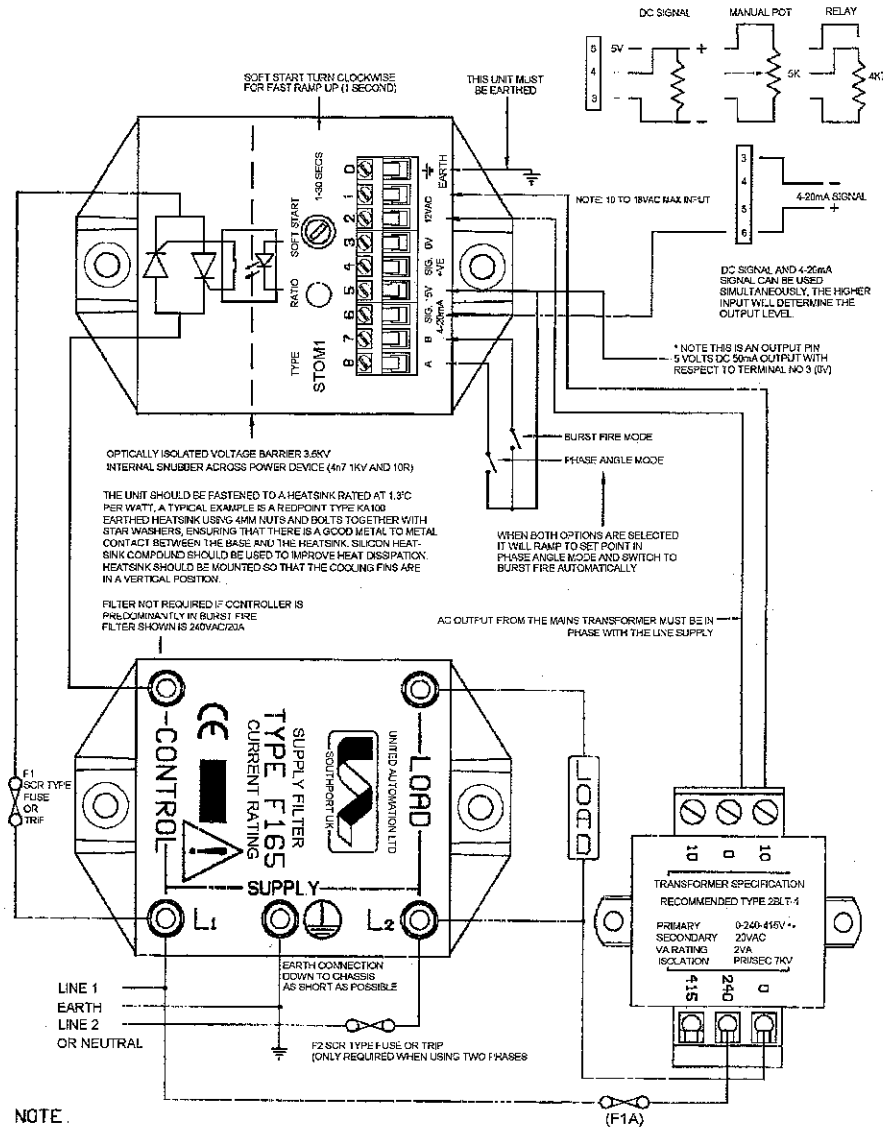 DC SIGNAL
MANUAL POT
RELAY
5
4
3
5V
+
5K
4K7
SOFT START TURN CLOCKWISE
FOR FAST RAMP UP (1 SECOND)
THIS UNIT MUST
BE EARTHED
1-30 SECS
SOFT START
RATIO
TYPE
STOM1
0
1
2
3
4
5
6
7
8
EARTH
12VAC
0V
SIG. +VE
5V
SIG. 4-20mA
B
A
NOTE: 10 TO 18VAC MAX INPUT
3
4
5
6
4-20mA SIGNAL
+
DC SIGNAL AND 4-20mA
SIGNAL CAN BE USED
SIMULTANEOUSLY, THE HIGHER
INPUT WILL DETERMINE THE
OUTPUT LEVEL.
* NOTE THIS IS AN OUTPUT PIN
5 VOLTS DC 50mA OUTPUT WITH
RESPECT TO TERMINAL NO 3 (0V)
BURST FIRE MODE
PHASE ANGLE MODE
OPTICALLY ISOLATED VOLTAGE BARRIER 3.5KV
INTERNAL SNUBBER ACROSS POWER DEVICE (4n7 1KV AND 10R)
THE UNIT SHOULD BE FASTENED TO A HEATSINK RATED AT 1.3°C
PER WATT, A TYPICAL EXAMPLE IS A REDPOINT TYPE KA100
EARTHED HEATSINK USING 4MM NUTS AND BOLTS TOGETHER WITH
STAR WASHERS, ENSURING THAT THERE IS A GOOD METAL TO METAL
CONTACT BETWEEN THE BASE AND THE HEATSINK. SILICON HEAT-
SINK COMPOUND SHOULD BE USED TO IMPROVE HEAT DISSIPATION.
HEATSINK SHOULD BE MOUNTED SO THAT THE COOLING FINS ARE
IN A VERTICAL POSITION.
WHEN BOTH OPTIONS ARE SELECTED
IT WILL RAMP TO SET POINT IN
PHASE ANGLE MODE AND SWITCH TO
BURST FIRE AUTOMATICALLY
FILTER NOT REQUIRED IF CONTROLLER IS
PREDOMINANTLY IN BURST FIRE
FILTER SHOWN IS 240VAC/20A
AC OUTPUT FROM THE MAINS TRANSFORMER MUST BE IN
PHASE WITH THE LINE SUPPLY
F1
SCR TYPE
FUSE
OR
TRIP
CONTROL
CE
CURRENT RATING
TYPE F165
SUPPLY FILTER
SOUTHPORT UK
UNITED AUTOMATION LTD
LOAD
LOAD
SUPPLY
L1
L2
10
0
10
TRANSFORMER SPECIFICATION
RECOMMENDED TYPE 2BLT-1
PRIMARY 0-240-415V **
SECONDARY 20VAC
VA RATING 2VA
ISOLATION PRI/SEC 7KV
415
240
0
EARTH CONNECTION
DOWN TO CHASSIS
AS SHORT AS POSSIBLE
LINE 1
EARTH
LINE 2
OR NEUTRAL
F2 SCR TYPE FUSE OR TRIP
(ONLY REQUIRED WHEN USING TWO PHASES
(F1A)
NOTE.